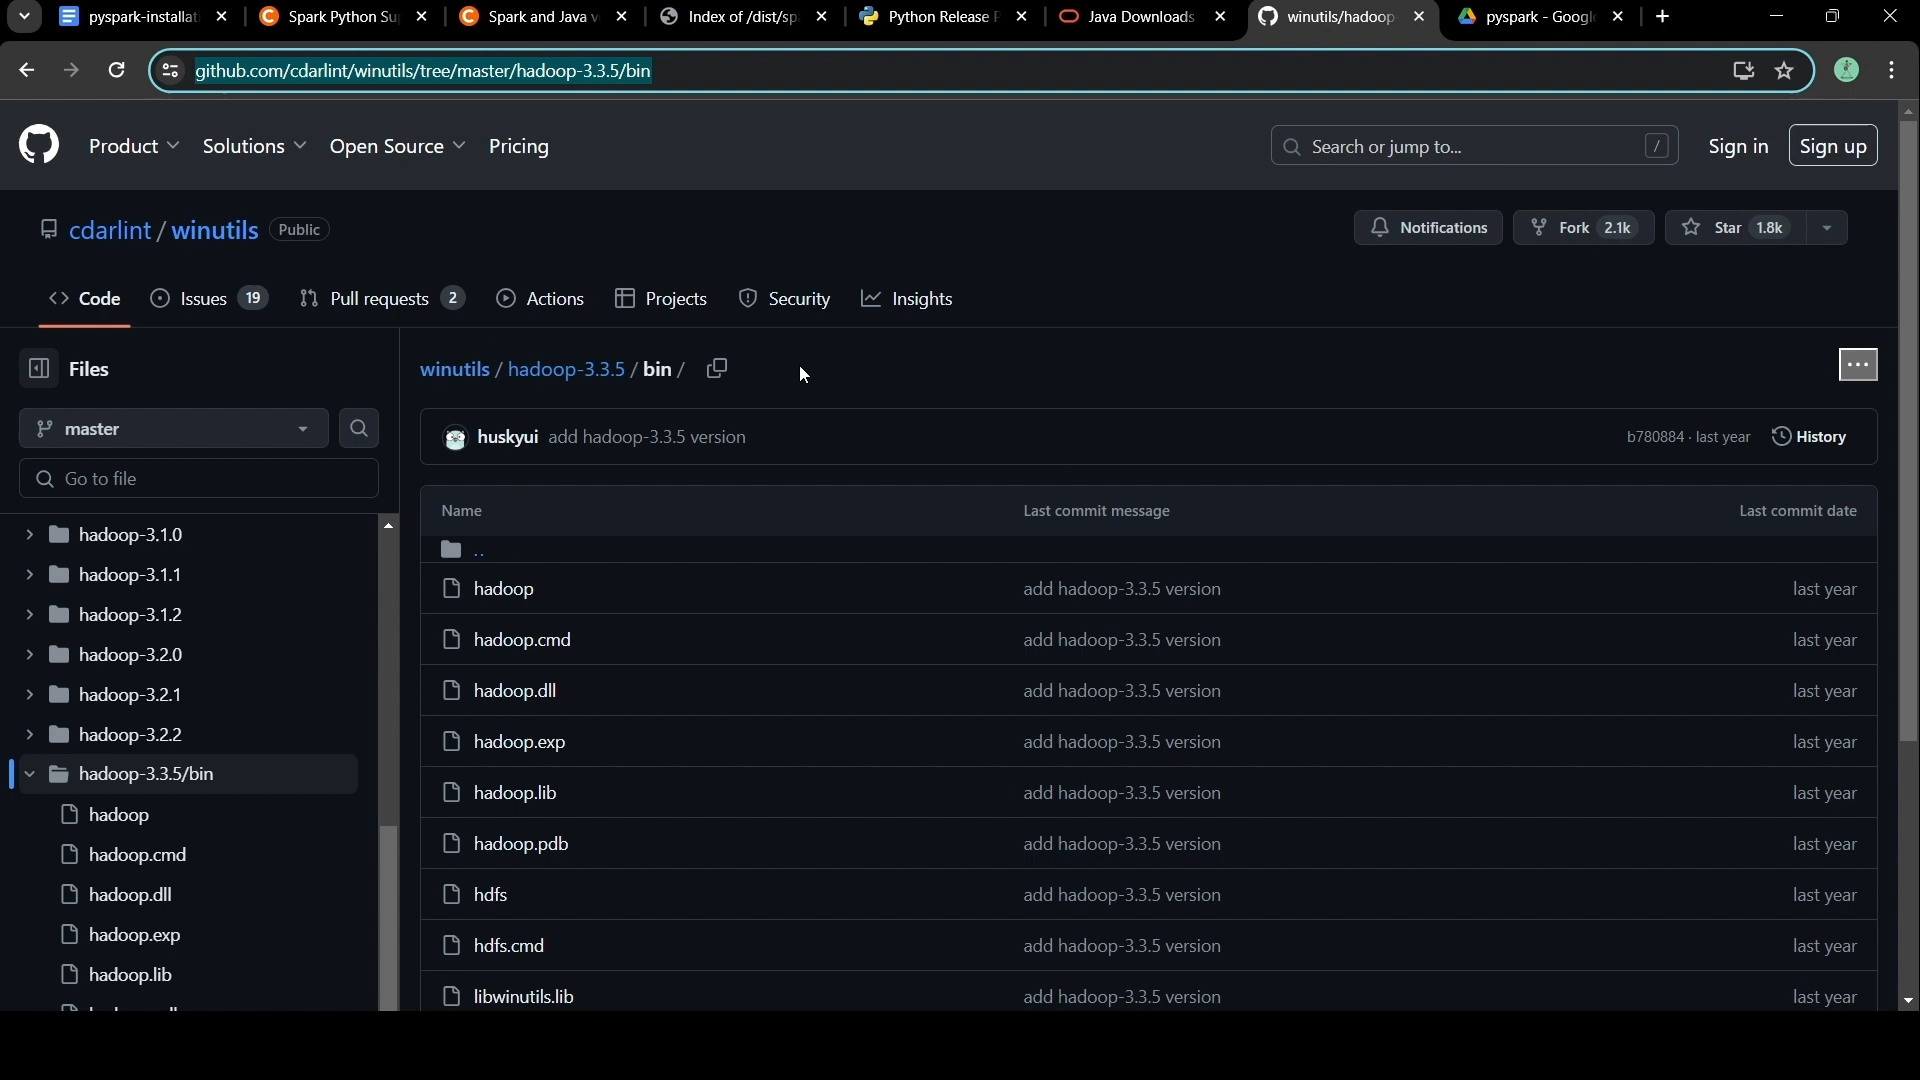 pyspark-installat
Spark Python Su
Spark and Java v
Index of /dist/sp
Python Release P
Java Downloads
winutils/hadoop
pyspark - Googl
github.com/cdarlint/winutils/tree/master/hadoop-3.3.5/bin
Product
Solutions
Open Source
Pricing
Search or jump to...
/
Sign in
Sign up
cdarlint / winutils
Public
Notifications
Fork 2.1k
Star 1.8k
Code
Issues 19
Pull requests 2
Actions
Projects
Security
Insights
Files
master
Go to file
hadoop-3.1.0
hadoop-3.1.1
hadoop-3.1.2
hadoop-3.2.0
hadoop-3.2.1
hadoop-3.2.2
hadoop-3.3.5/bin
hadoop
hadoop.cmd
hadoop.dll
hadoop.exp
hadoop.lib
winutils / hadoop-3.3.5 / bin /
huskyui add hadoop-3.3.5 version
b780884 · last year
History
Name Last commit message Last commit date
..
hadoop add hadoop-3.3.5 version last year
hadoop.cmd add hadoop-3.3.5 version last year
hadoop.dll add hadoop-3.3.5 version last year
hadoop.exp add hadoop-3.3.5 version last year
hadoop.lib add hadoop-3.3.5 version last year
hadoop.pdb add hadoop-3.3.5 version last year
hdfs add hadoop-3.3.5 version last year
hdfs.cmd add hadoop-3.3.5 version last year
libwinutils.lib add hadoop-3.3.5 version last year